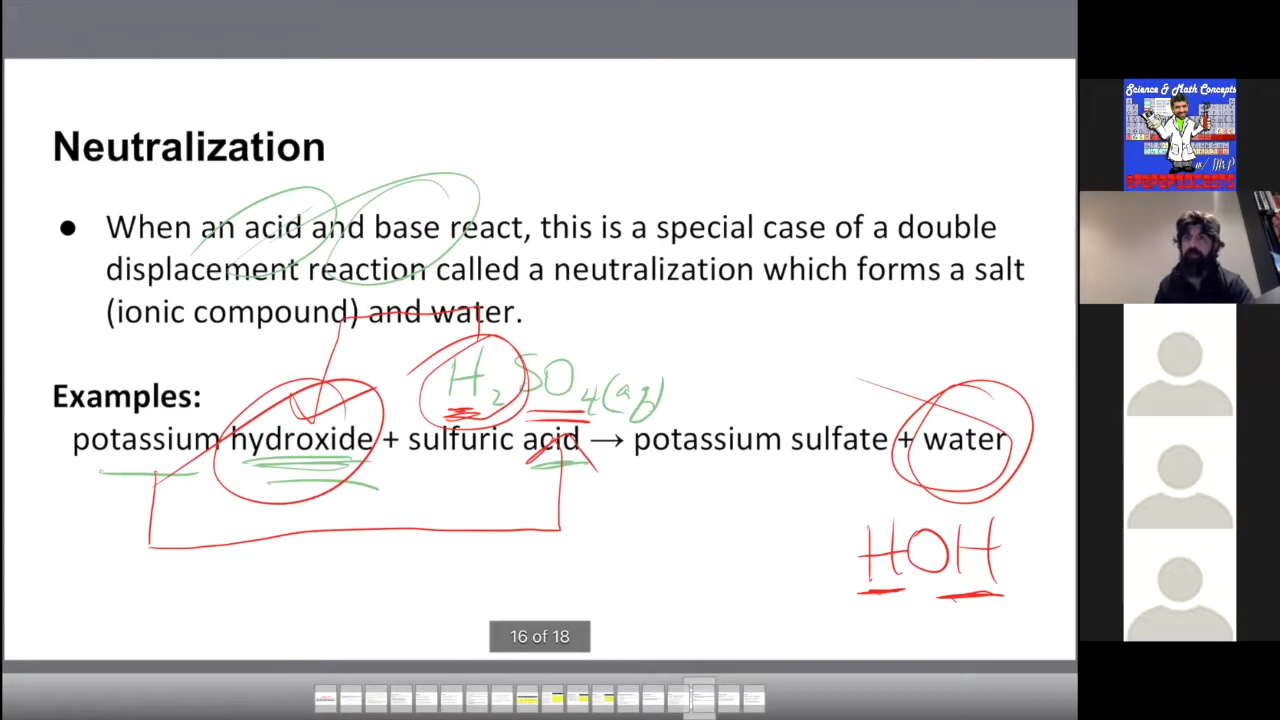 Neutralization
● When an acid and base react, this is a special case of a double
displacement reaction called a neutralization which forms a salt
(ionic compound) and water.
H2SO4(aq)
Examples:
potassium hydroxide + sulfuric acid → potassium sulfate + water
HOH
16 of 18
Science & Math Concepts
w/ Mr.P